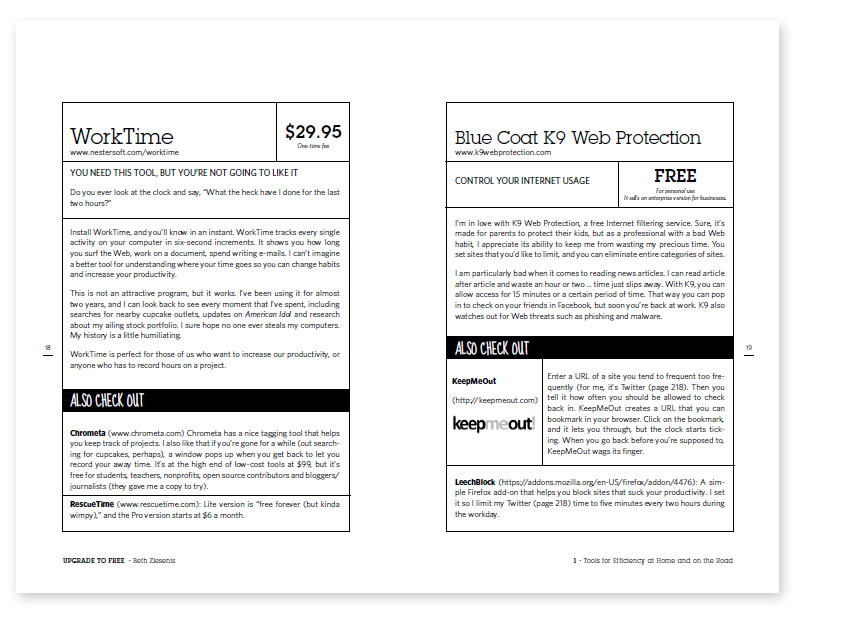 WorkTime
www.nestersoft.com/worktime
$29.95
One-time fee
YOU NEED THIS TOOL, BUT YOU'RE NOT GOING TO LIKE IT
Do you ever look at the clock and say, "What the heck have I done for the last
two hours?"
Install WorkTime, and you'll know in an instant. WorkTime tracks every single
activity on your computer in six-second increments. It shows you how long
you surf the Web, work on a document, spend writing e-mails. I can't imagine
a better tool for understanding where your time goes so you can change habits
and increase your productivity.
This is not an attractive program, but it works. I've been using it for almost
two years, and I can look back to see every moment that I've spent, including
searches for nearby cupcake outlets, updates on American Idol and research
about my ailing stock portfolio. I sure hope no one ever steals my computers.
My history is a little humiliating.
WorkTime is perfect for those of us who want to increase our productivity, or
anyone who has to record hours on a project.
18
ALSO CHECK OUT
Chrometa (www.chrometa.com) Chrometa has a nice tagging tool that helps
you keep track of projects. I also like that if you're gone for a while (out search-
ing for cupcakes, perhaps), a window pops up when you get back to let you
record your away time. It's at the high end of low-cost tools at $99, but it's
free for students, teachers, nonprofits, open source contributors and bloggers/
journalists (they gave me a copy to try).
RescueTime (www.rescuetime.com): Lite version is "free forever (but kinda
wimpy)," and the Pro version starts at $6 a month.
UPGRADE TO FREE · Beth Ziesenis
Blue Coat K9 Web Protection
www.k9webprotection.com
CONTROL YOUR INTERNET USAGE
FREE
For personal use
It sells an enterprise version for businesses.
I'm in love with K9 Web Protection, a free Internet filtering service. Sure, it's
made for parents to protect their kids, but as a professional with a bad Web
habit, I appreciate its ability to keep me from wasting my precious time. You
set sites that you'd like to limit, and you can eliminate entire categories of sites.
I am particularly bad when it comes to reading news articles. I can read article
after article and waste an hour or two ... time just slips away. With K9, you can
allow access for 15 minutes or a certain period of time. That way you can pop
in to check on your friends in Facebook, but soon you're back at work. K9 also
watches out for Web threats such as phishing and malware.
19
ALSO CHECK OUT
KeepMeOut
(http://keepmeout.com)
keepmeout!
Enter a URL of a site you tend to frequent too fre-
quently (for me, it's Twitter (page 218). Then you
tell it how often you should be allowed to check
back in. KeepMeOut creates a URL that you can
bookmark in your browser. Click on the bookmark,
and it lets you through, but the clock starts tick-
ing. When you go back before you're supposed to,
KeepMeOut wags its finger.
LeechBlock (https://addons.mozilla.org/en-US/firefox/addon/4476): A sim-
ple Firefox add-on that helps you block sites that suck your productivity. I set
it so I limit my Twitter (page 218) time to five minutes every two hours during
the workday.
1 · Tools for Efficiency at Home and on the Road